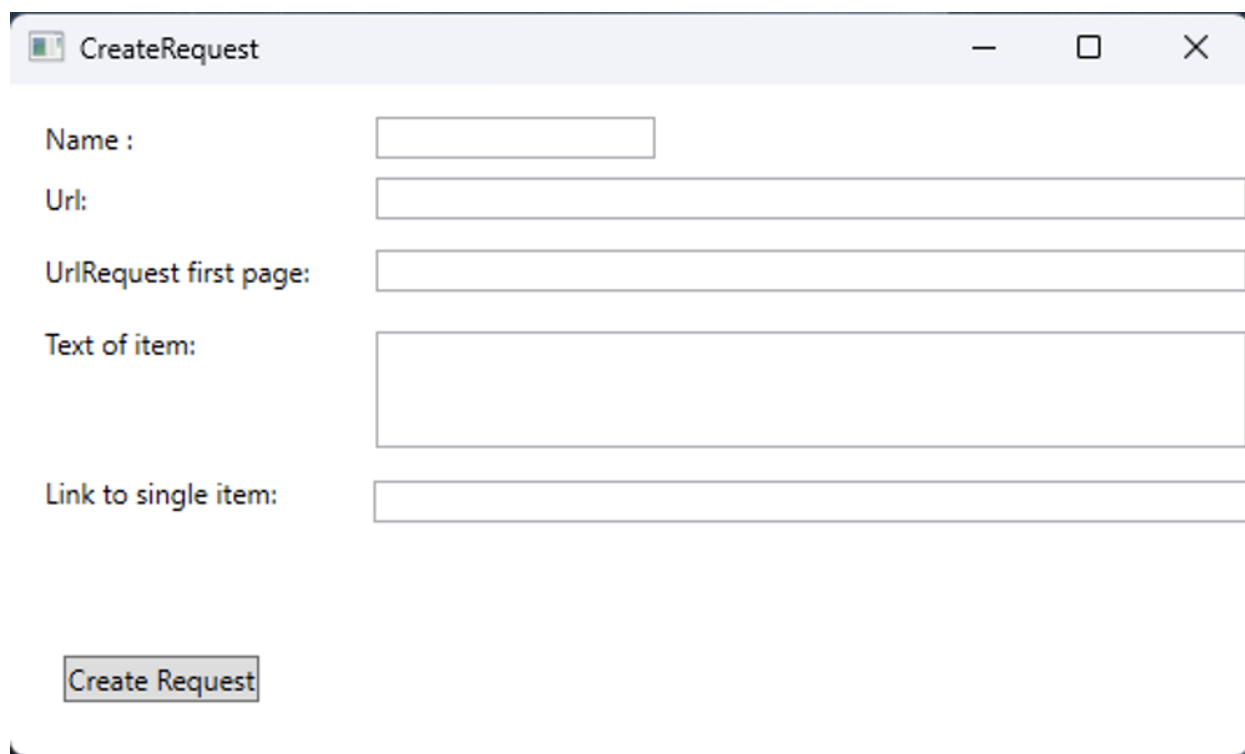 CreateRequest
Name :
Url:
UrlRequest first page:
Text of item:
Link to single item:
Create Request